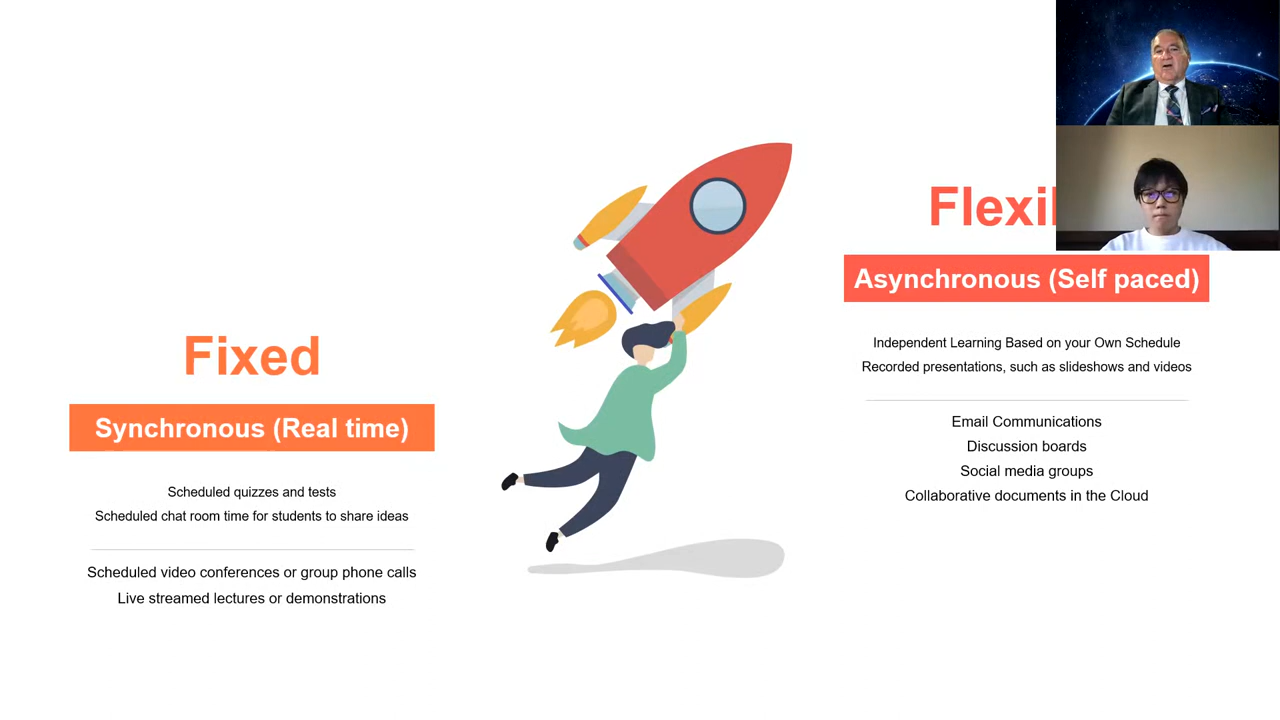 Fixed
Synchronous (Real time)
Scheduled quizzes and tests
Scheduled chat room time for students to share ideas
Scheduled video conferences or group phone calls
Live streamed lectures or demonstrations
Asynchronous (Self paced)
Independent Learning Based on your Own Schedule
Recorded presentations, such as slideshows and videos
Email Communications
Discussion boards
Social media groups
Collaborative documents in the Cloud